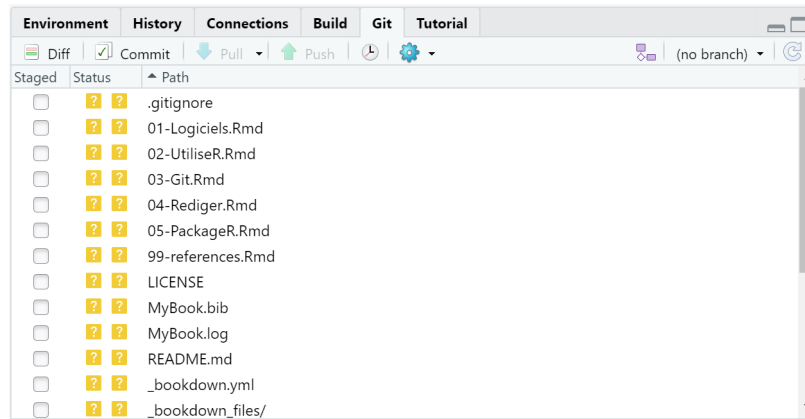 Environment History Connections Build Git Tutorial
Diff Commit Pull Push (no branch)
Staged Status Path
? ? .gitignore
? ? 01-Logiciels.Rmd
? ? 02-UtiliseR.Rmd
? ? 03-Git.Rmd
? ? 04-Rediger.Rmd
? ? 05-PackageR.Rmd
? ? 99-references.Rmd
? ? LICENSE
? ? MyBook.bib
? ? MyBook.log
? ? README.md
? ? _bookdown.yml
? ? _bookdown_files/